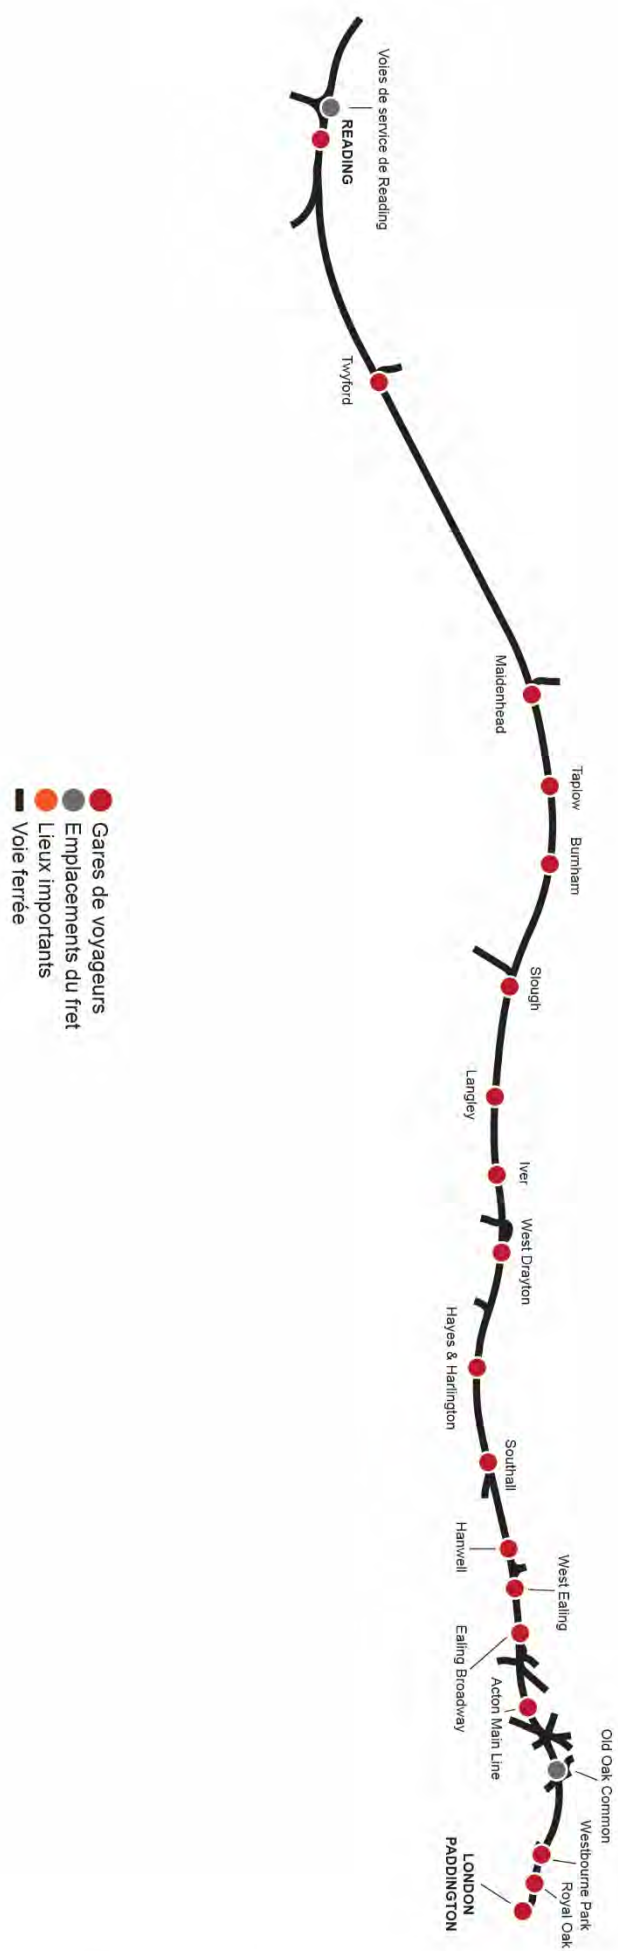 Voies de service de Reading
READING
Twyford
Maidenhead
Taplow
Burnham
Slough
Langley
Iver
West Drayton
Hayes & Harlington
Southall
Hanwell
West Ealing
Ealing Broadway
Acton Main Line
Old Oak Common
Westbourne Park
Royal Oak
LONDON
PADDINGTON
Gares de voyageurs
Emplacements du fret
Lieux importants
Voie ferrée